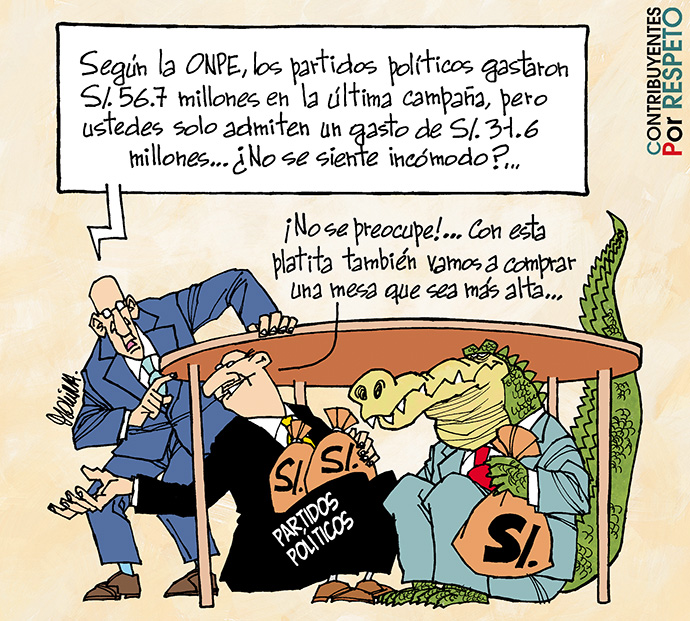 CONTRIBUYENTES
Por RESPETO
Según la ONPE, los partidos políticos gastaron
S/. 56.7 millones en la última campaña, pero
ustedes solo admiten un gasto de S/. 31.6
millones... ¿No se siente incómodo?...
¡No se preocupe!... Con esta
platita también vamos a comprar
una mesa que sea más alta...
S/.
S/.
PARTIDOS
POLÍTICOS
S/.